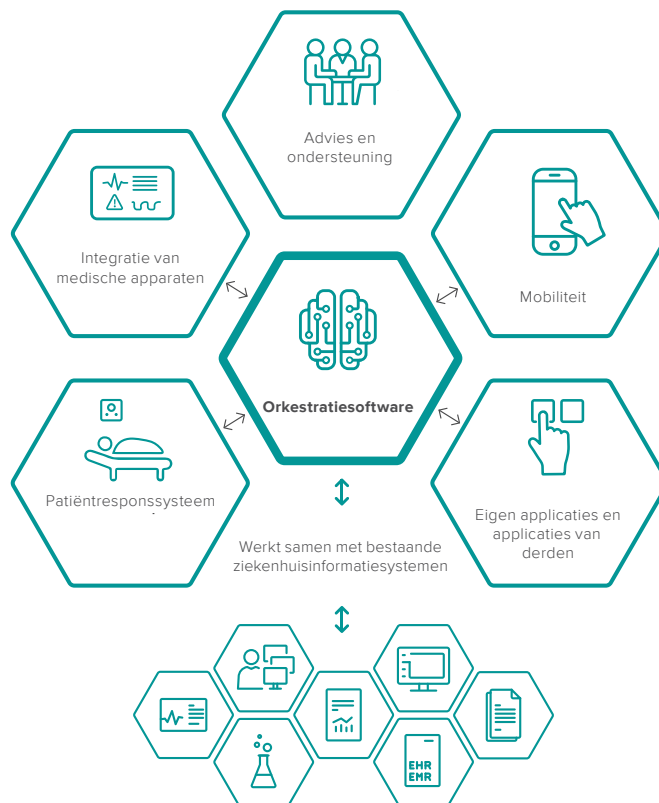 Advies en
ondersteuning
Integratie van
medische apparaten
Mobiliteit
Orkestratiesoftware
Patiëntresponssysteem
Eigen applicaties en
applicaties van
derden
Werkt samen met bestaande
ziekenhuisinformatiesystemen
EHR
EMR